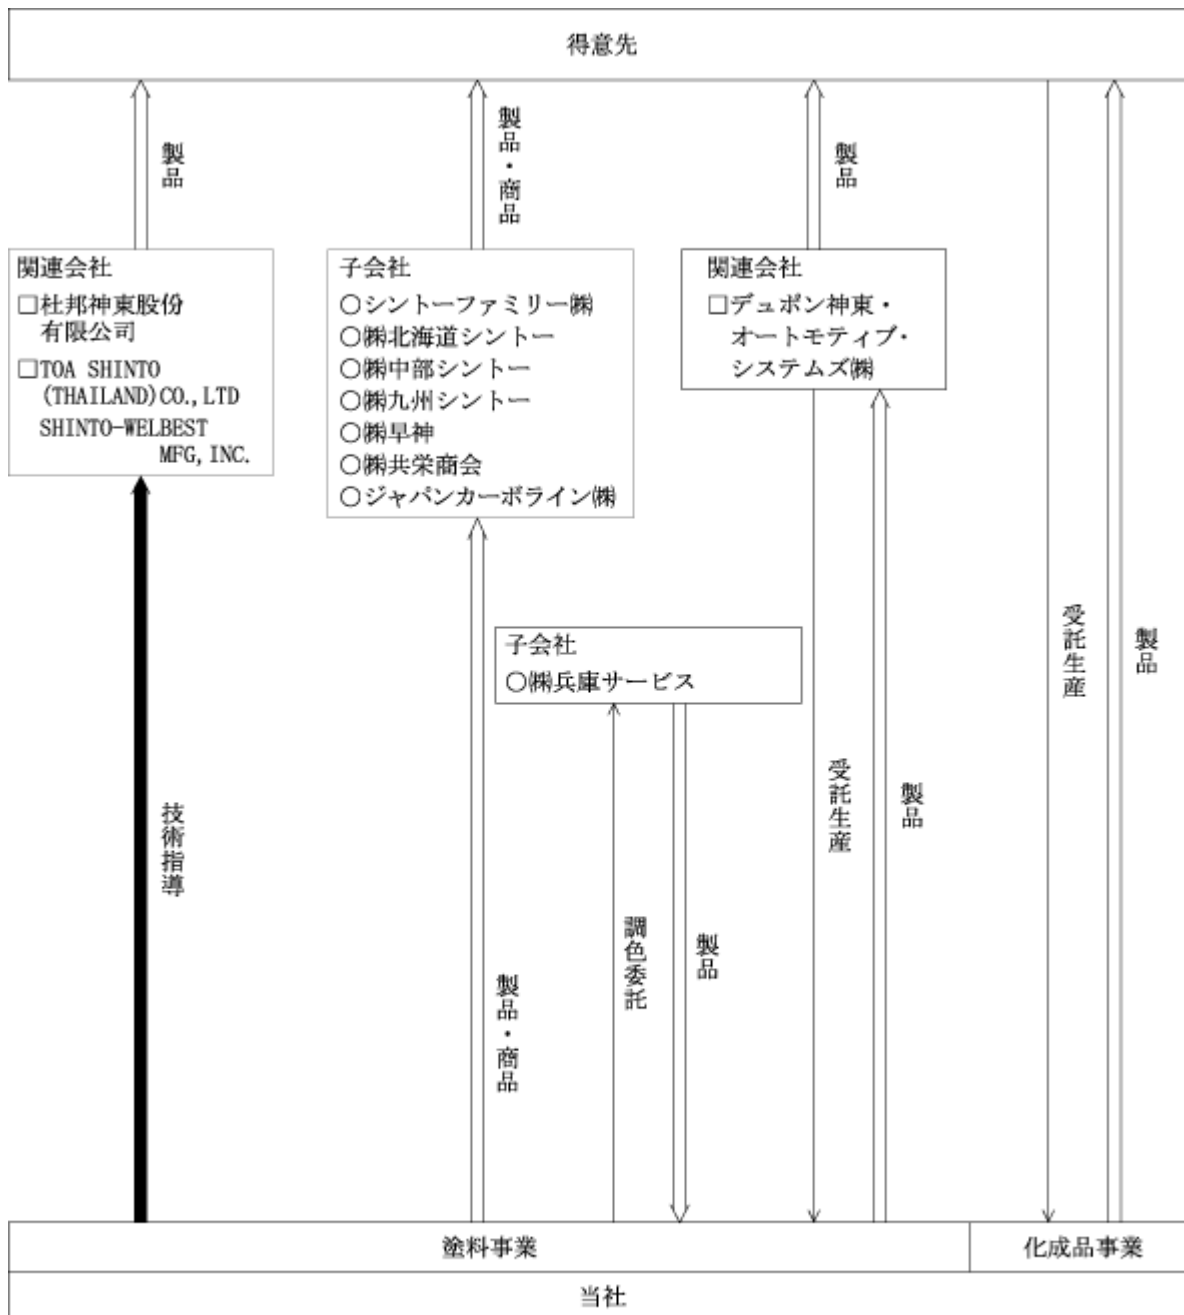 得意先
製品
製品・商品
製品
関連会社
□杜邦神東股份
有限公司
□TOA SHINTO
(THAILAND)CO.,LTD
SHINTO-WELBEST
MFG,INC.
子会社
○シントーファミリー㈱
○㈱北海道シントー
○㈱中部シントー
○㈱九州シントー
○㈱早神
○㈱共栄商会
○ジャパンカーボライン㈱
関連会社
□デュポン神東・
オートモティブ・
システムズ㈱
子会社
○㈱兵庫サービス
技術指導
製品・商品
調色委託
製品
受託生産
製品
受託生産
製品
塗料事業
化成品事業
当社